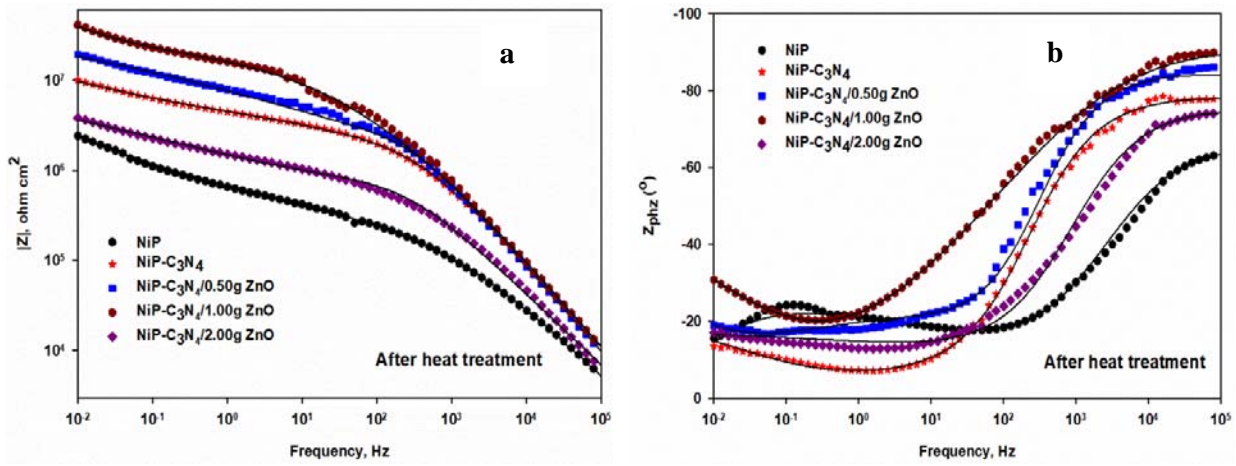 a
|Z|, ohm cm²
10⁷
10⁶
10⁵
10⁴
NiP
NiP-C₃N₄
NiP-C₃N₄/0.50g ZnO
NiP-C₃N₄/1.00g ZnO
NiP-C₃N₄/2.00g ZnO
After heat treatment
10⁻² 10⁻¹ 10⁰ 10¹ 10² 10³ 10⁴ 10⁵
Frequency, Hz
b
Zphz (°)
-100
-80
-60
-40
-20
0
NiP
NiP-C₃N₄
NiP-C₃N₄/0.50g ZnO
NiP-C₃N₄/1.00g ZnO
NiP-C₃N₄/2.00g ZnO
After heat treatment
10⁻² 10⁻¹ 10⁰ 10¹ 10² 10³ 10⁴ 10⁵
Frequency, Hz